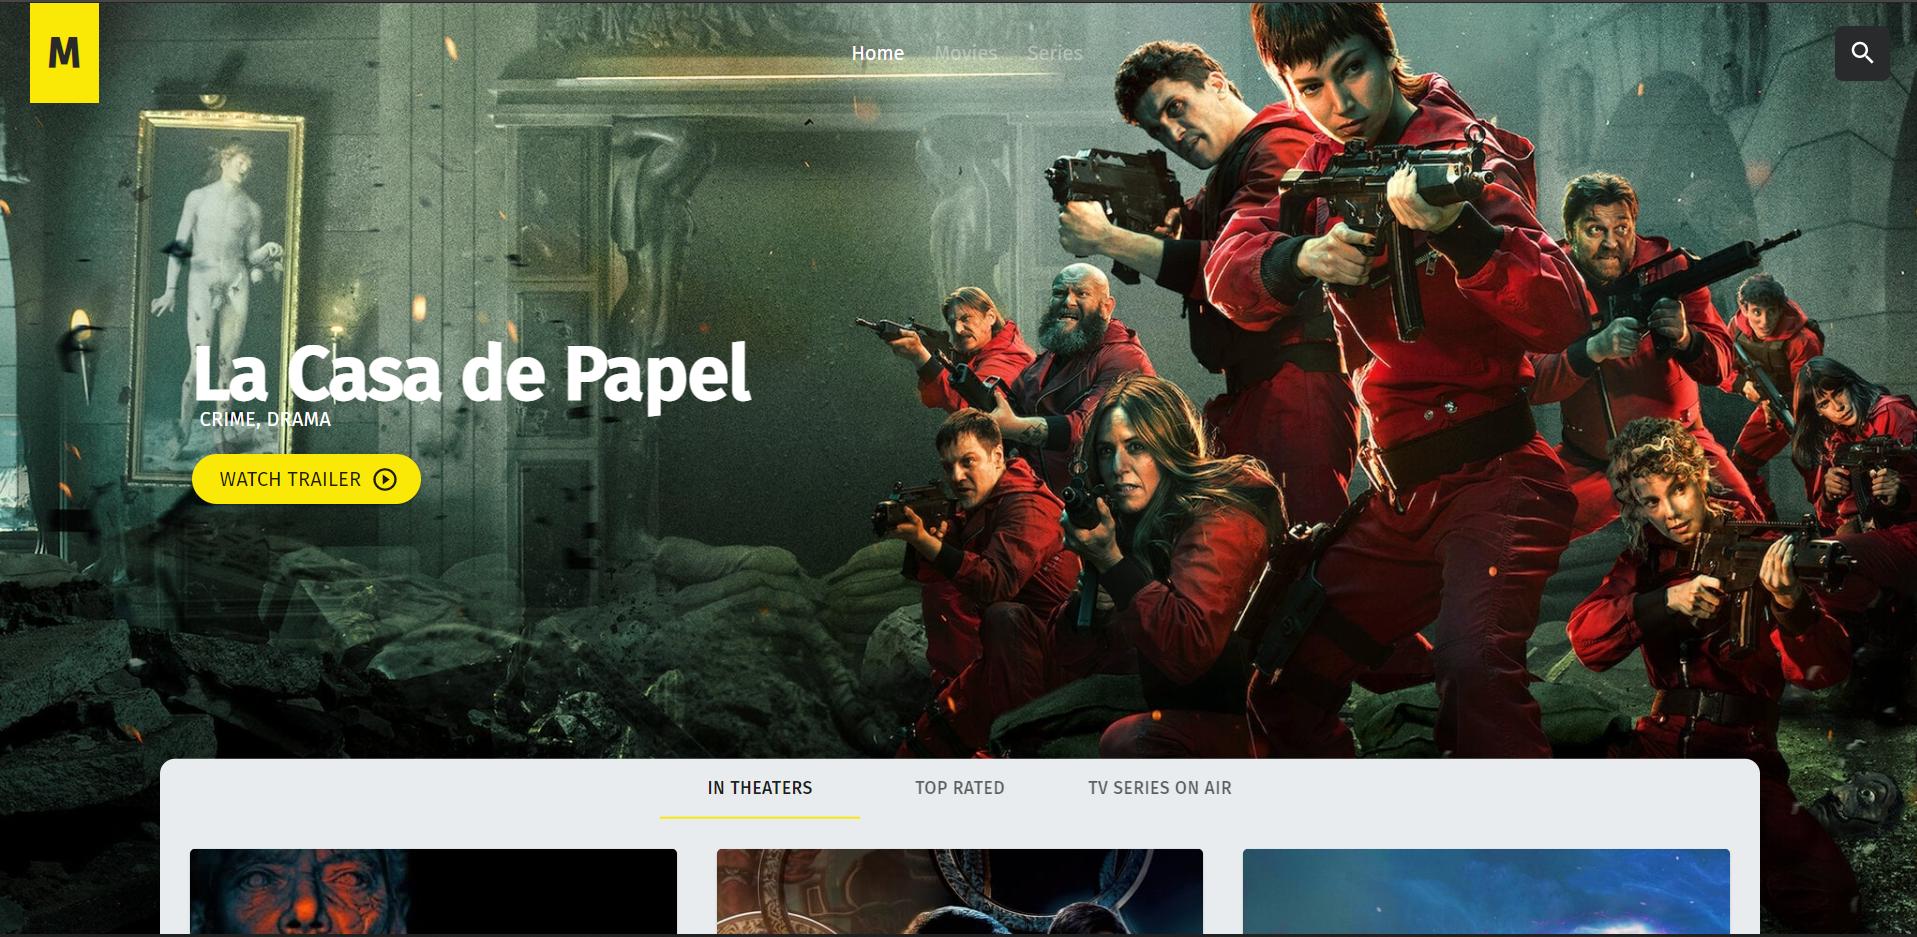 M
Home Movies Series
La Casa de Papel
CRIME, DRAMA
WATCH TRAILER
IN THEATERS TOP RATED TV SERIES ON AIR